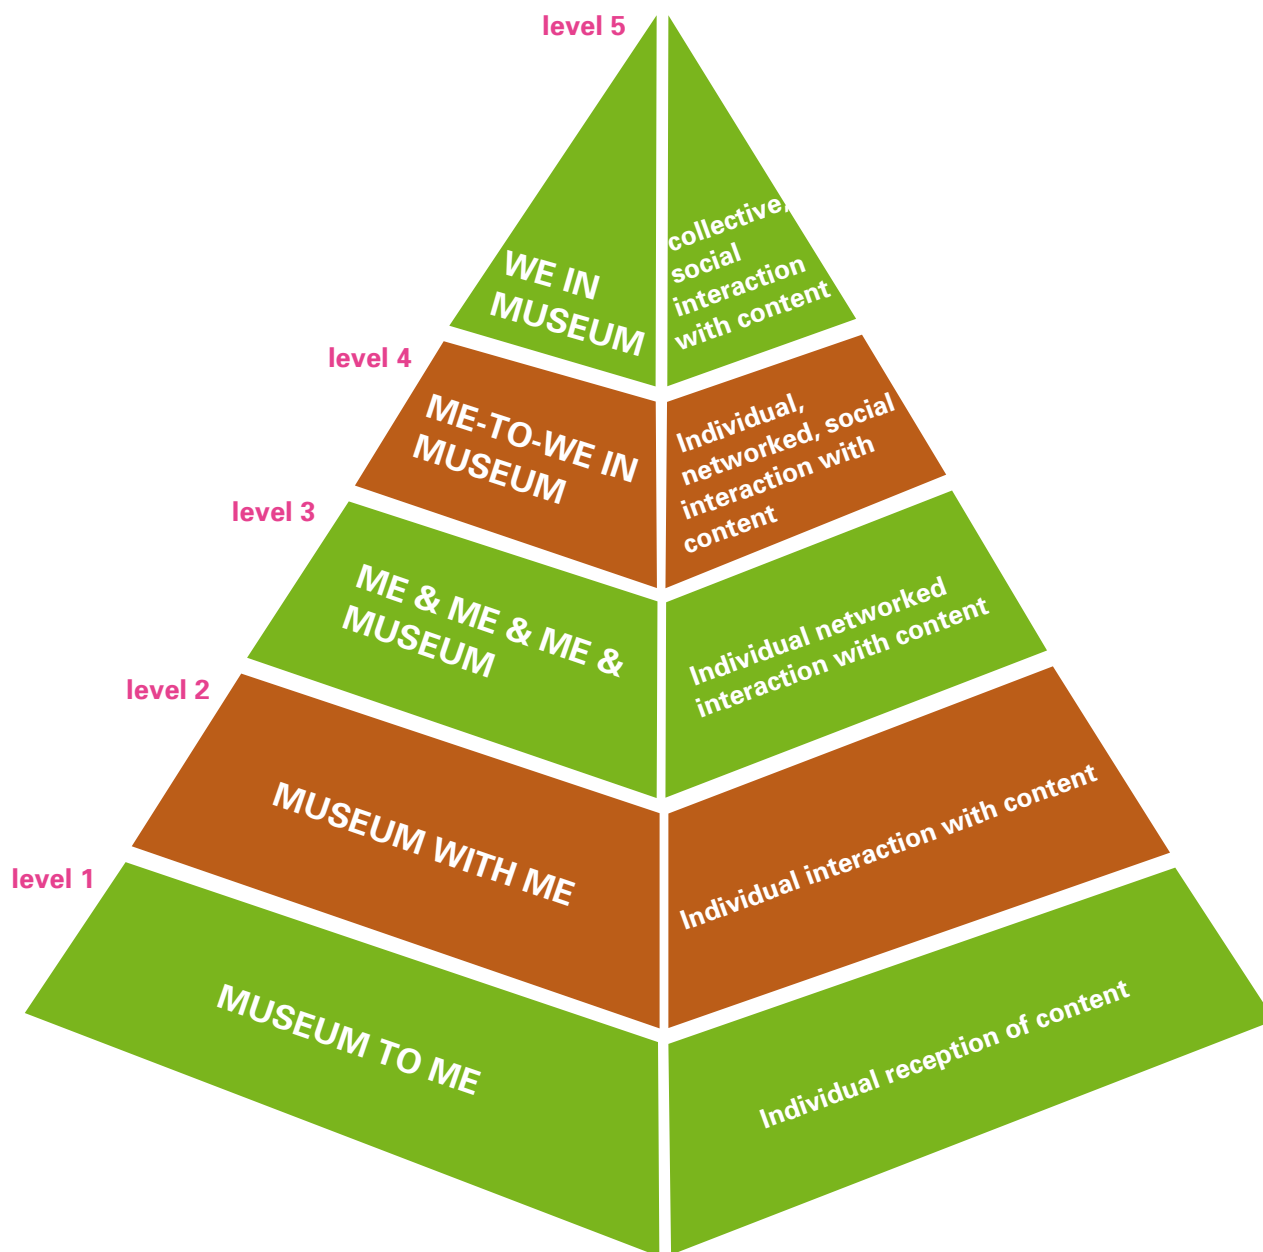 level 5
WE IN
MUSEUM
collective,
social
interaction
with content
level 4
ME-TO-WE IN
MUSEUM
Individual,
networked, social
interaction with
content
level 3
ME & ME & ME &
MUSEUM
Individual networked
interaction with content
level 2
MUSEUM WITH ME
Individual interaction with content
level 1
MUSEUM TO ME
Individual reception of content